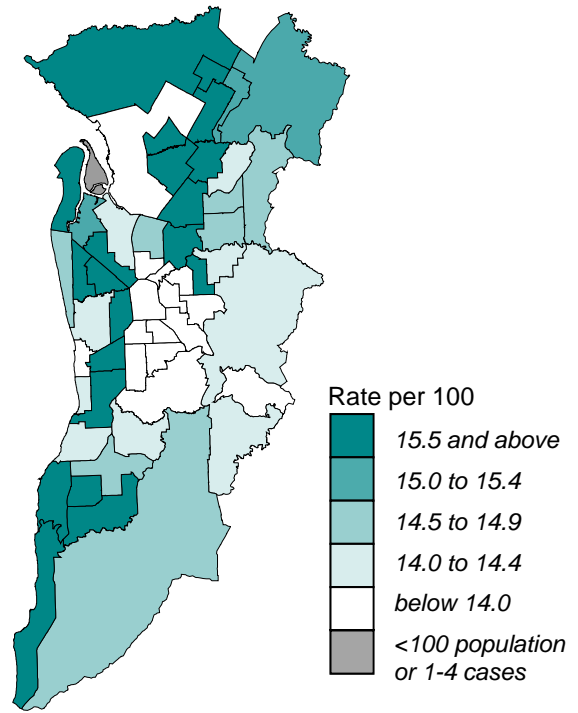 Rate per 100
15.5 and above
15.0 to 15.4
14.5 to 14.9
14.0 to 14.4
below 14.0
<100 population
or 1-4 cases